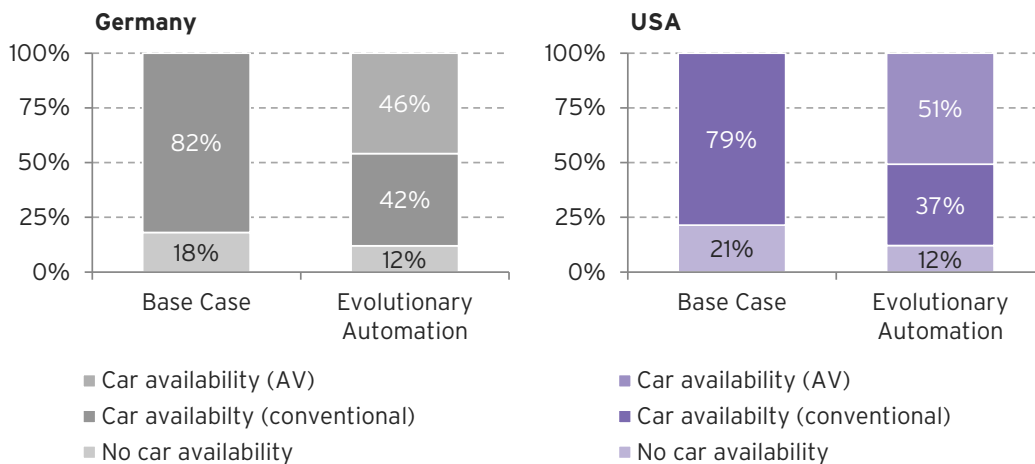 Germany
100%
75%
50%
25%
0%
82%
18%
46%
42%
12%
Base Case
Evolutionary
Automation
Car availability (AV)
Car availabilty (conventional)
No car availability
USA
100%
75%
50%
25%
0%
79%
21%
51%
37%
12%
Base Case
Evolutionary
Automation
Car availability (AV)
Car availabilty (conventional)
No car availability